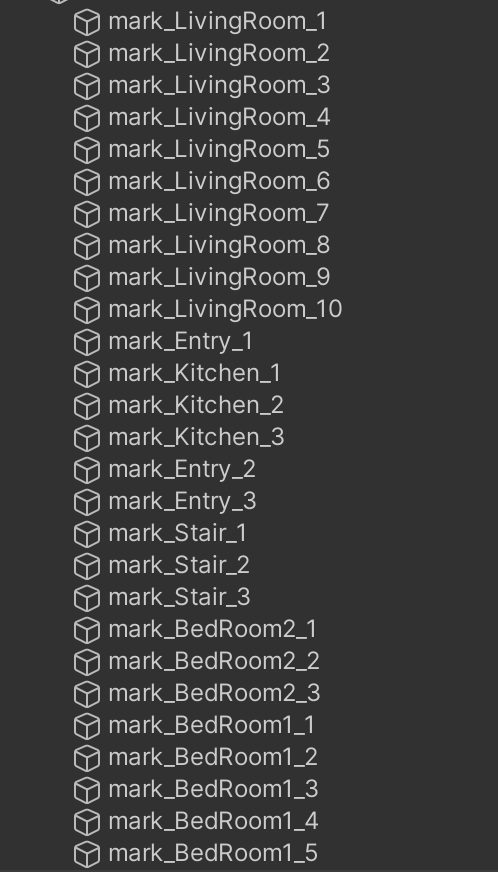 mark_LivingRoom_1
mark_LivingRoom_2
mark_LivingRoom_3
mark_LivingRoom_4
mark_LivingRoom_5
mark_LivingRoom_6
mark_LivingRoom_7
mark_LivingRoom_8
mark_LivingRoom_9
mark_LivingRoom_10
mark_Entry_1
mark_Kitchen_1
mark_Kitchen_2
mark_Kitchen_3
mark_Entry_2
mark_Entry_3
mark_Stair_1
mark_Stair_2
mark_Stair_3
mark_BedRoom2_1
mark_BedRoom2_2
mark_BedRoom2_3
mark_BedRoom1_1
mark_BedRoom1_2
mark_BedRoom1_3
mark_BedRoom1_4
mark_BedRoom1_5